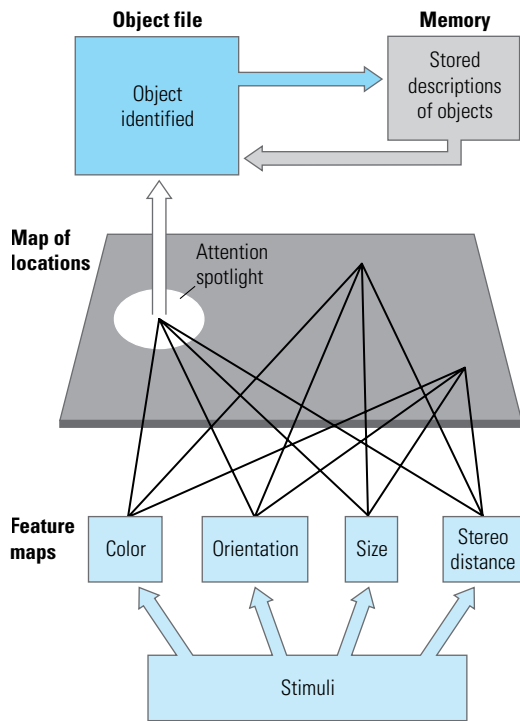 Object file
Memory
Object
identified
Stored
descriptions
of objects
Map of
locations
Attention
spotlight
Feature
maps
Color
Orientation
Size
Stereo
distance
Stimuli